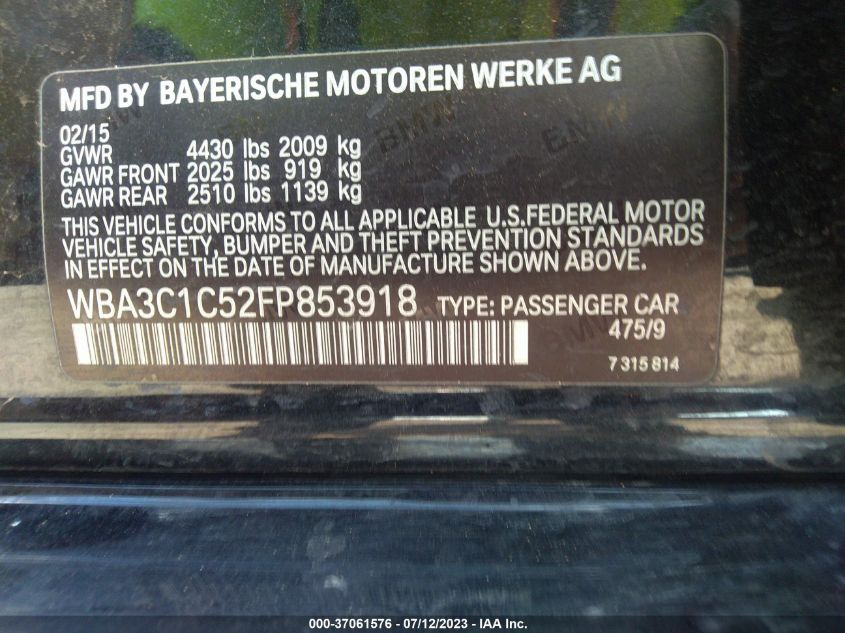 MFD BY BAYERISCHE MOTOREN WERKE AG
02/15
GVWR 4430 lbs 2009 kg
GAWR FRONT 2025 lbs 919 kg
GAWR REAR 2510 lbs 1139 kg
THIS VEHICLE CONFORMS TO ALL APPLICABLE U.S.FEDERAL MOTOR
VEHICLE SAFETY, BUMPER AND THEFT PREVENTION STANDARDS
IN EFFECT ON THE DATE OF MANUFACTURE SHOWN ABOVE.
WBA3C1C52FP853918 TYPE: PASSENGER CAR
475/9
7 315 814
000-37061576 - 07/12/2023 - IAA Inc.